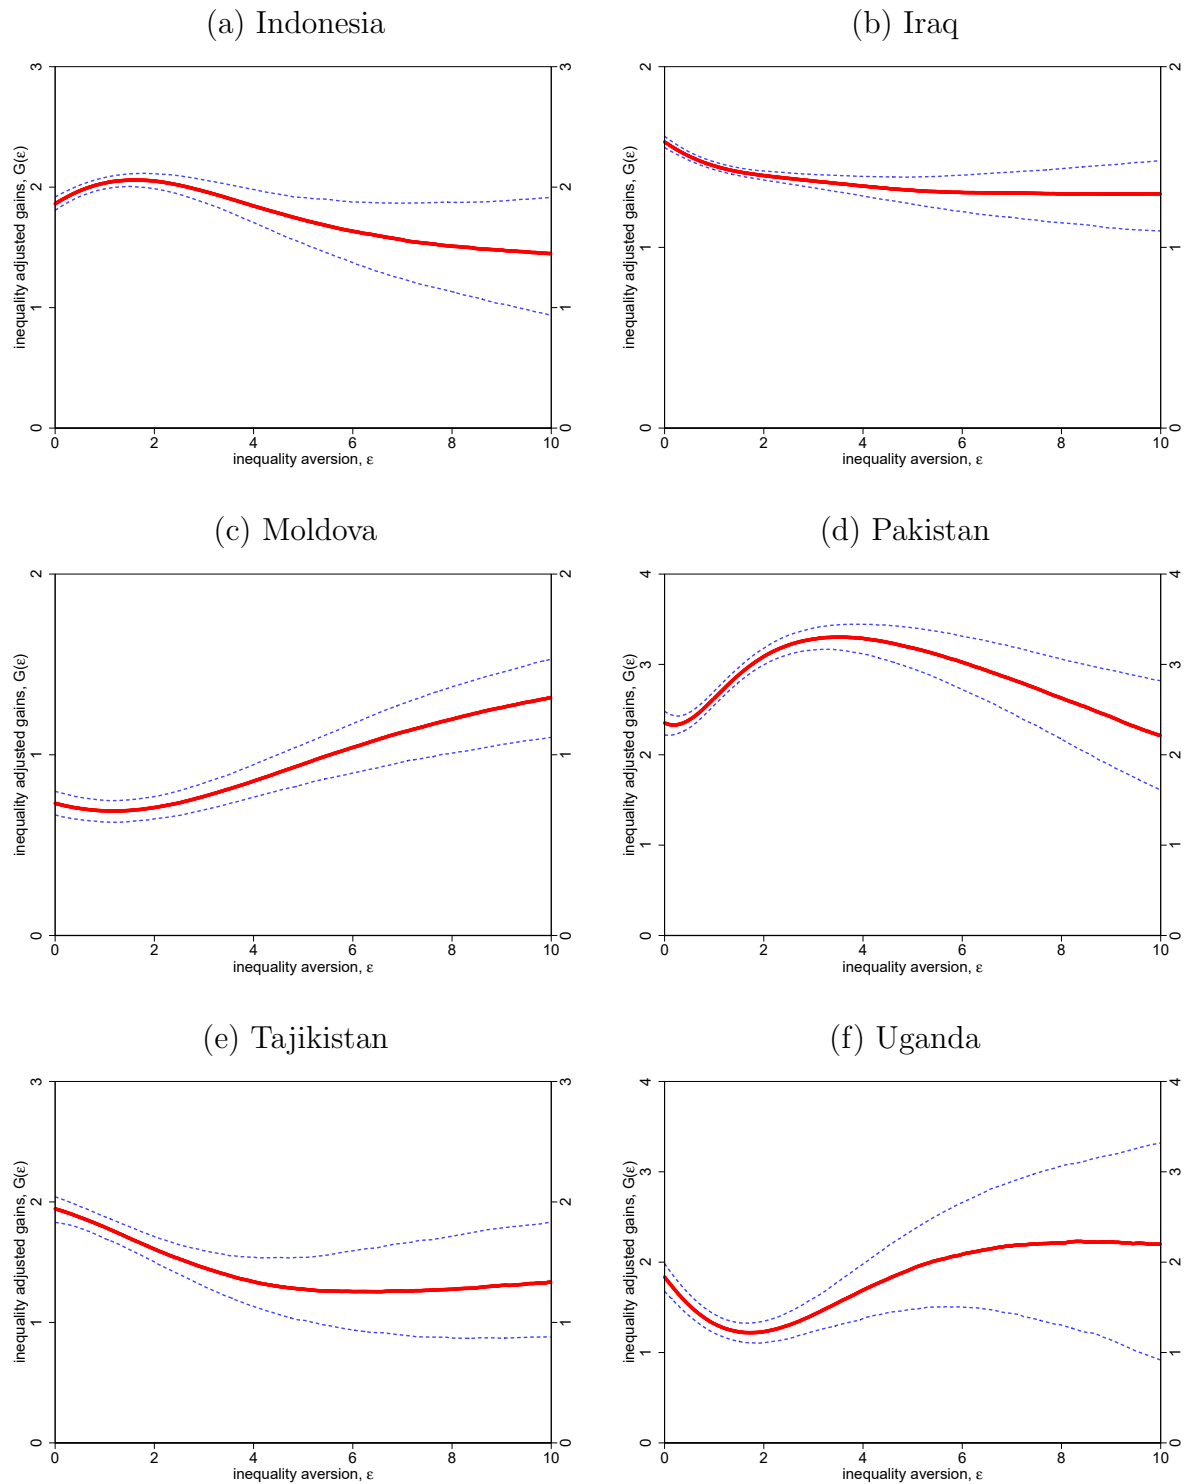 (a) Indonesia
3
2
1
0
3
2
1
0
inequality adjusted gains, G(ε)
0 2 4 6 8 10
inequality aversion, ε
(b) Iraq
2
1
0
2
1
0
inequality adjusted gains, G(ε)
0 2 4 6 8 10
inequality aversion, ε
(c) Moldova
2
1
0
2
1
0
inequality adjusted gains, G(ε)
0 2 4 6 8 10
inequality aversion, ε
(d) Pakistan
4
3
2
1
0
4
3
2
1
0
inequality adjusted gains, G(ε)
0 2 4 6 8 10
inequality aversion, ε
(e) Tajikistan
3
2
1
0
3
2
1
0
inequality adjusted gains, G(ε)
0 2 4 6 8 10
inequality aversion, ε
(f) Uganda
4
3
2
1
0
4
3
2
1
0
inequality adjusted gains, G(ε)
0 2 4 6 8 10
inequality aversion, ε